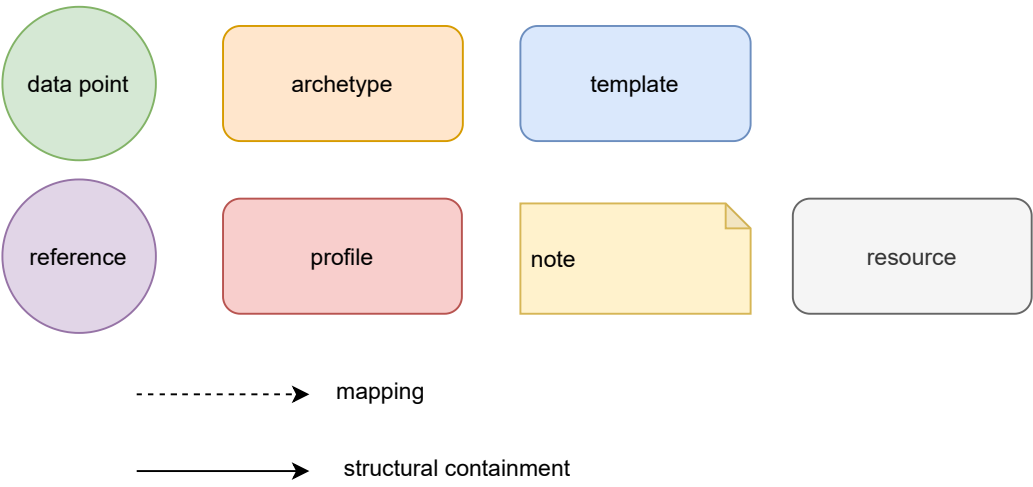 data point
archetype
template
reference
profile
note
resource
mapping
structural containment